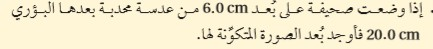 . إذا وضعت صحيفة على بُعد 6.0 cm من عدسة محدبة بعدها البؤري
20.0 cm فأوجد بُعد الصورة المتكوّنة لها.